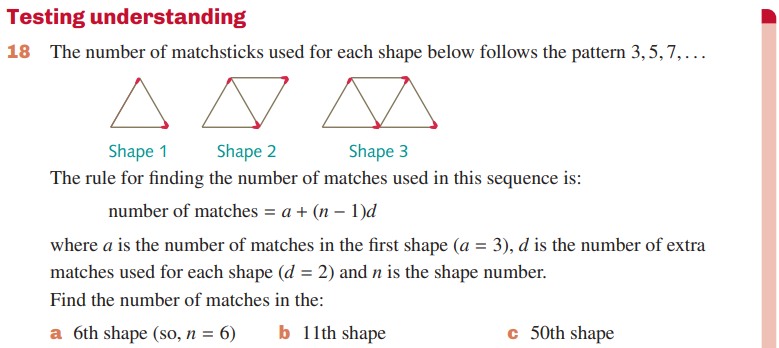 Testing understanding
18 The number of matchsticks used for each shape below follows the pattern 3, 5, 7, . . .
Shape 1 Shape 2 Shape 3
The rule for finding the number of matches used in this sequence is:
number of matches = a + (n − 1)d
where a is the number of matches in the first shape (a = 3), d is the number of extra
matches used for each shape (d = 2) and n is the shape number.
Find the number of matches in the:
a 6th shape (so, n = 6) b 11th shape c 50th shape